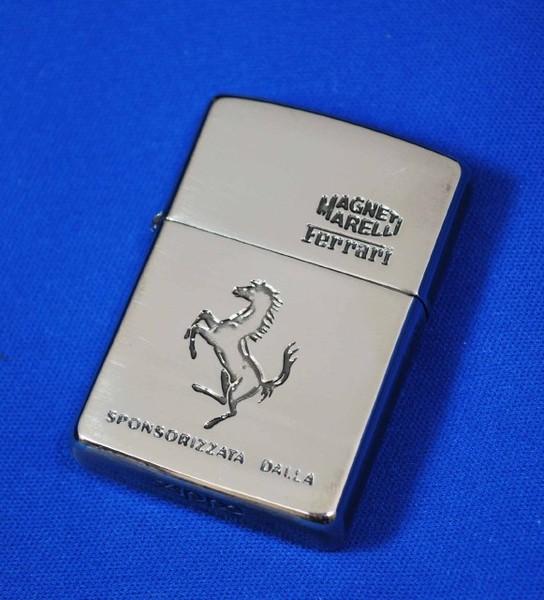 MAGNETI
MARELLI
Ferrari
SPONSORIZZATA DALLA